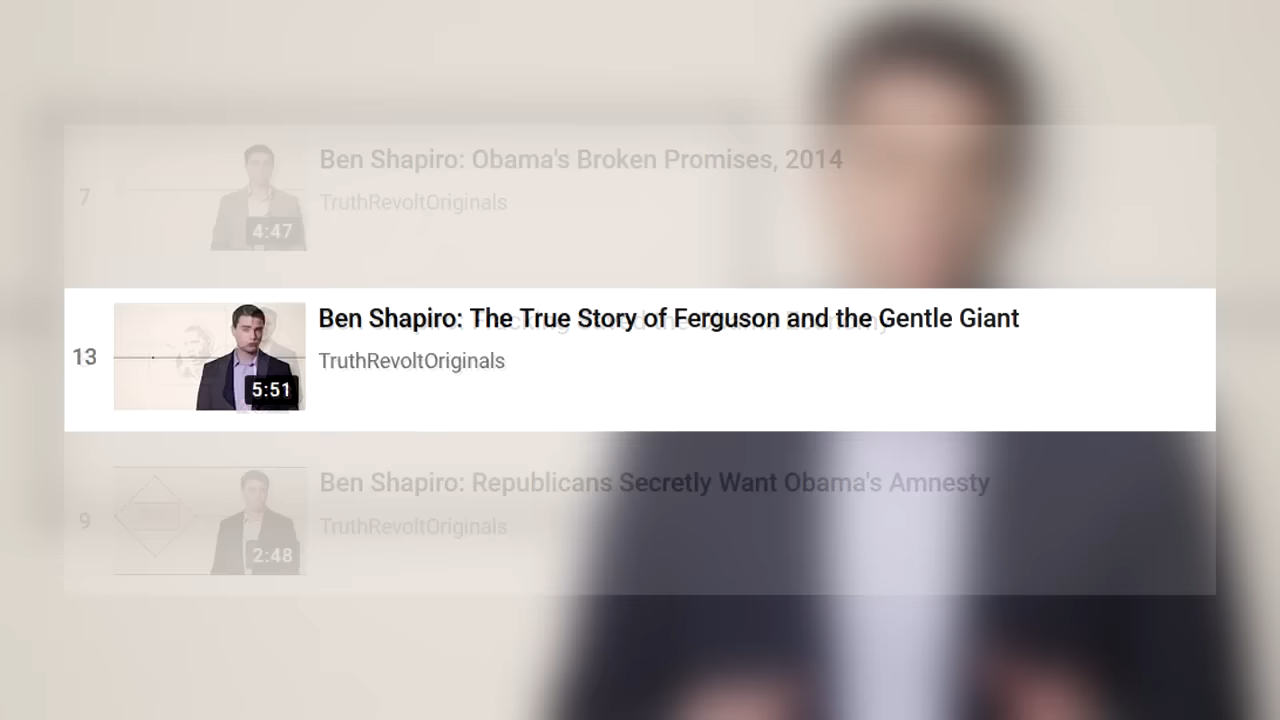 Ben Shapiro: Obama's Broken Promises, 2014
7
TruthRevoltOriginals
4:47
Ben Shapiro: The True Story of Ferguson and the Gentle Giant
13
TruthRevoltOriginals
5:51
Ben Shapiro: Republicans Secretly Want Obama's Amnesty
9
TruthRevoltOriginals
2:48